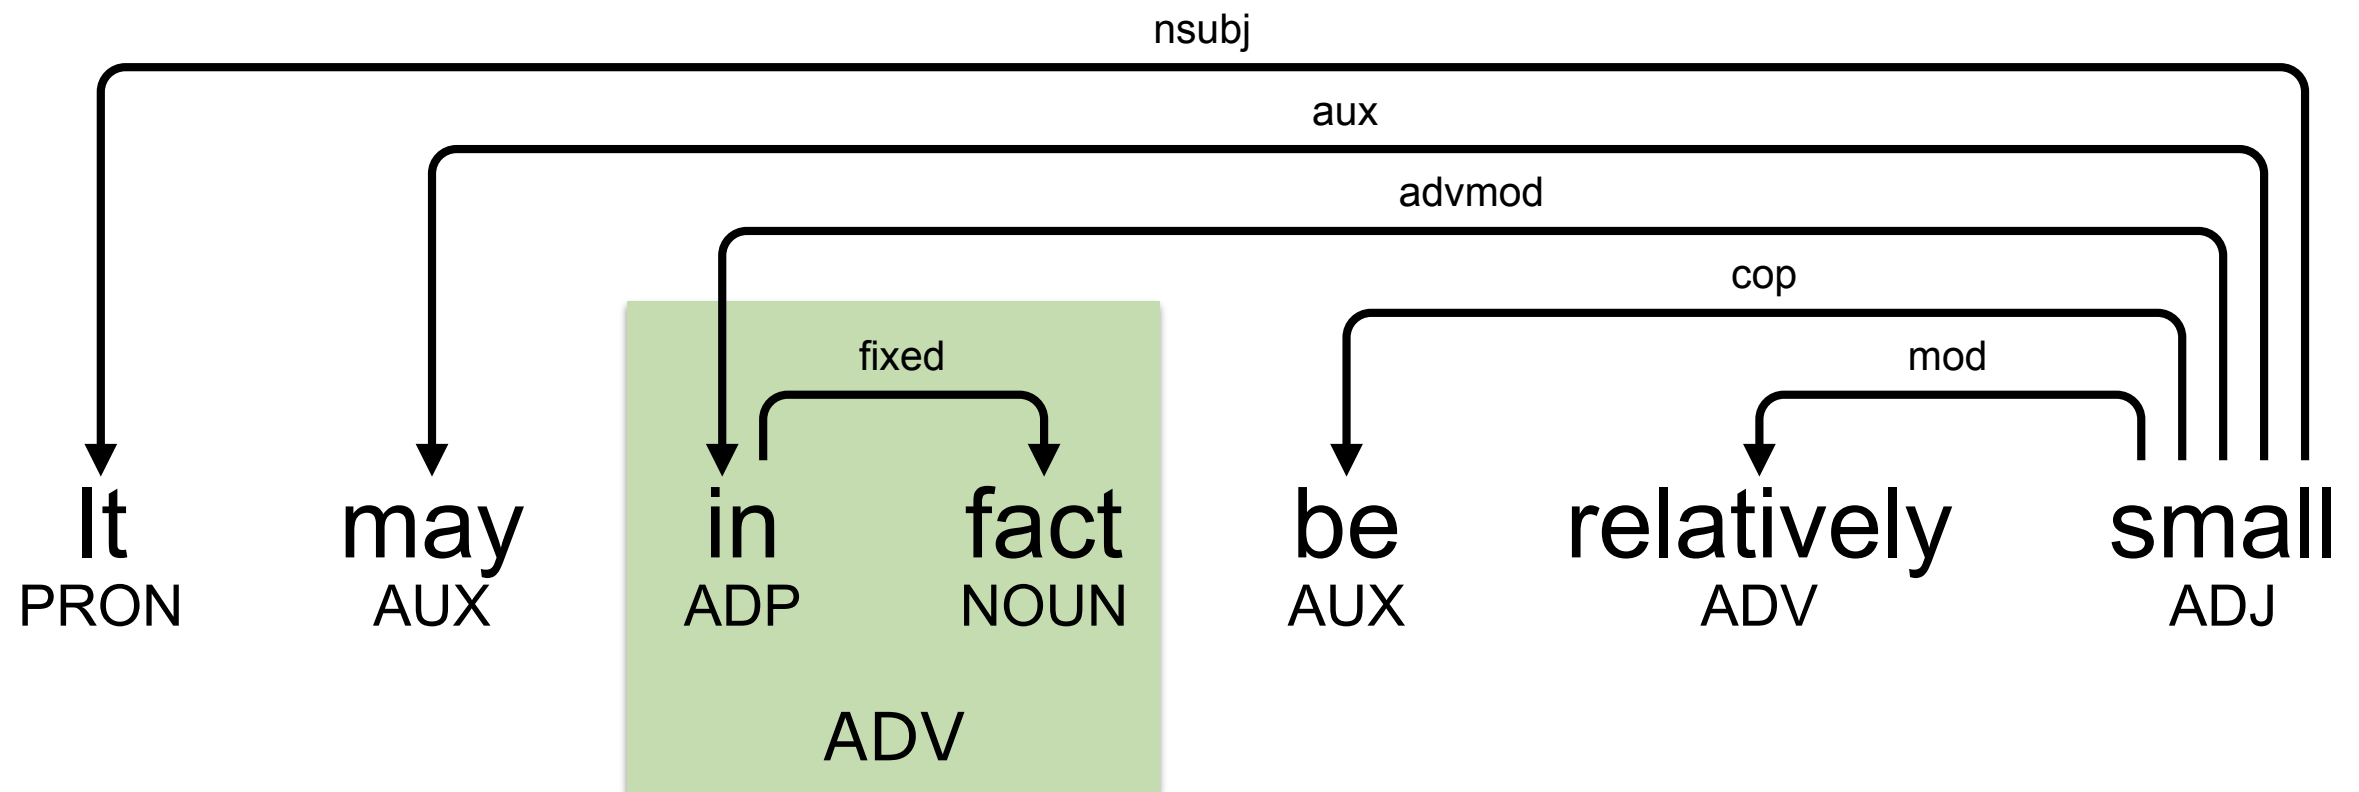 nsubj
aux
advmod
cop
fixed mod
It may in fact be relatively small
PRON AUX ADP NOUN AUX ADV ADJ
ADV